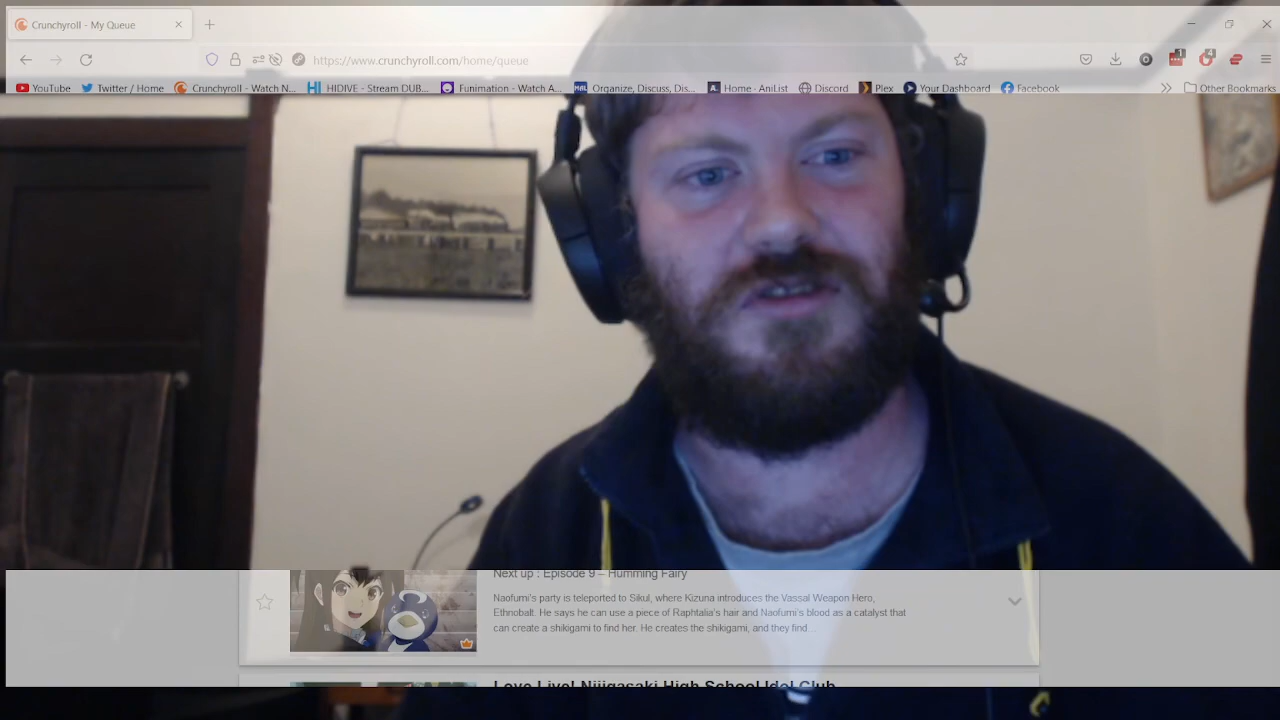 Crunchyroll - My Queue
https://www.crunchyroll.com/home/queue
1
4
YouTube Twitter / Home Crunchyroll - Watch N... HIDIVE - Stream DUB... Funimation - Watch A... MAL Organize, Discuss, Dis... A. Home · AniList Discord Plex Your Dashboard Facebook Other Bookmarks
Next up : Episode 9 – Humming Fairy
Naofumi's party is teleported to Sikul, where Kizuna introduces the Vassal Weapon Hero,
Ethnobalt. He says he can use a piece of Raphtalia's hair and Naofumi's blood as a catalyst that
can create a shikigami to find her. He creates the shikigami, and they find...
Love Live! Nijigasaki High School Idol Club